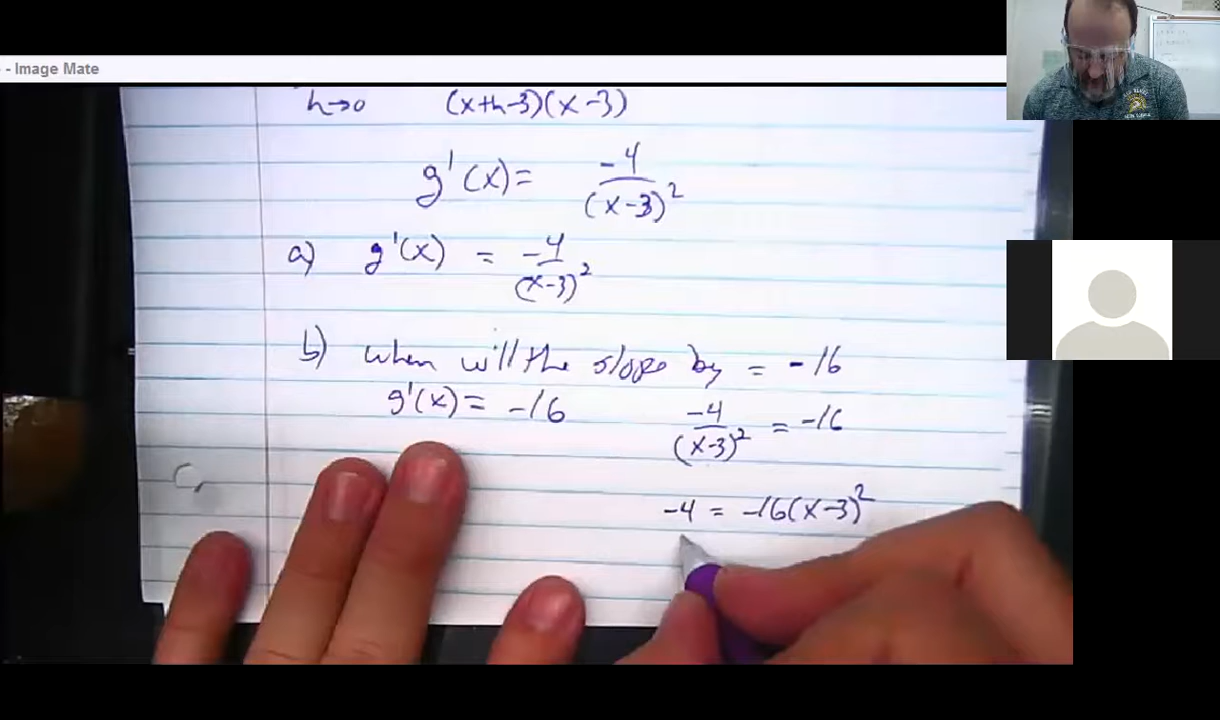 - Image Mate
h→0 (x+h-3)(x-3)
g'(x)= -4/(x-3)²
a) g'(x) = -4/(x-3)²
b) when will the slope by = -16
g'(x)= -16
-4/(x-3)² = -16
-4 = -16(x-3)²